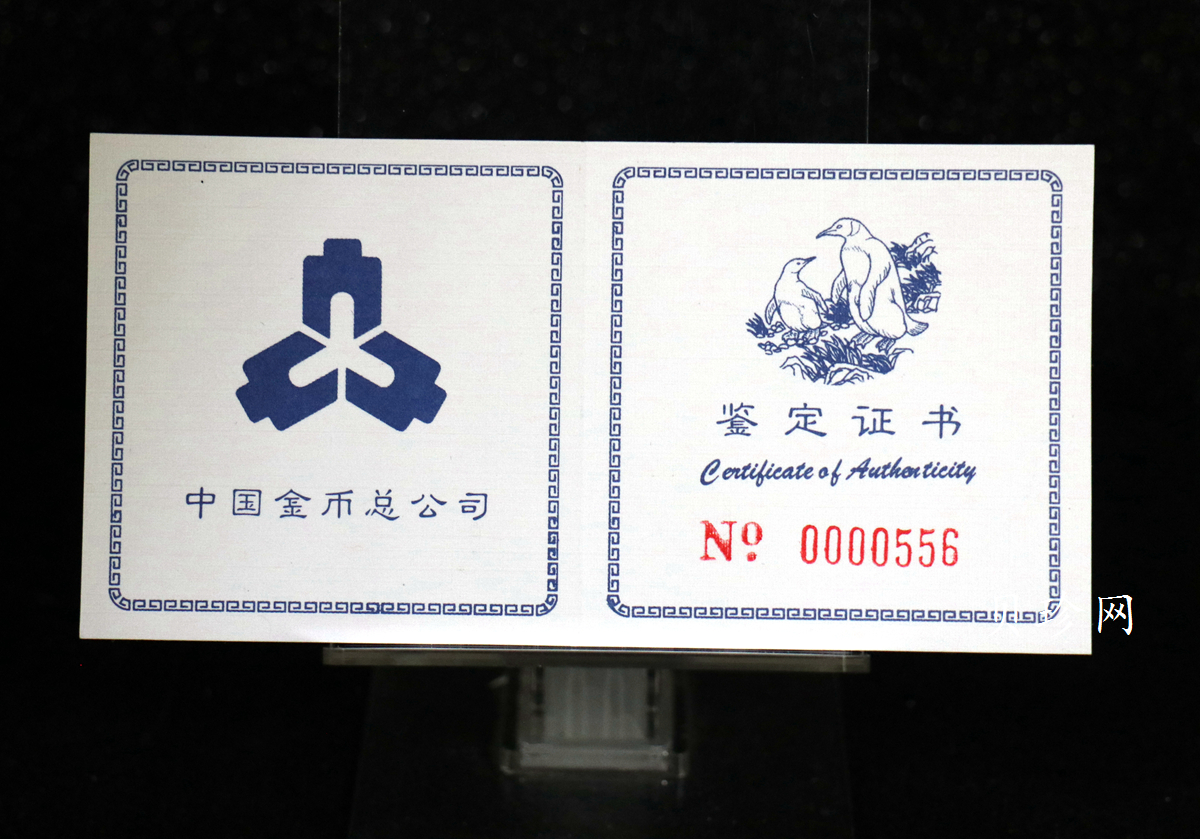 中国金币总公司
鉴定证书
Certificate of Authenticity
Nº 0000556
网